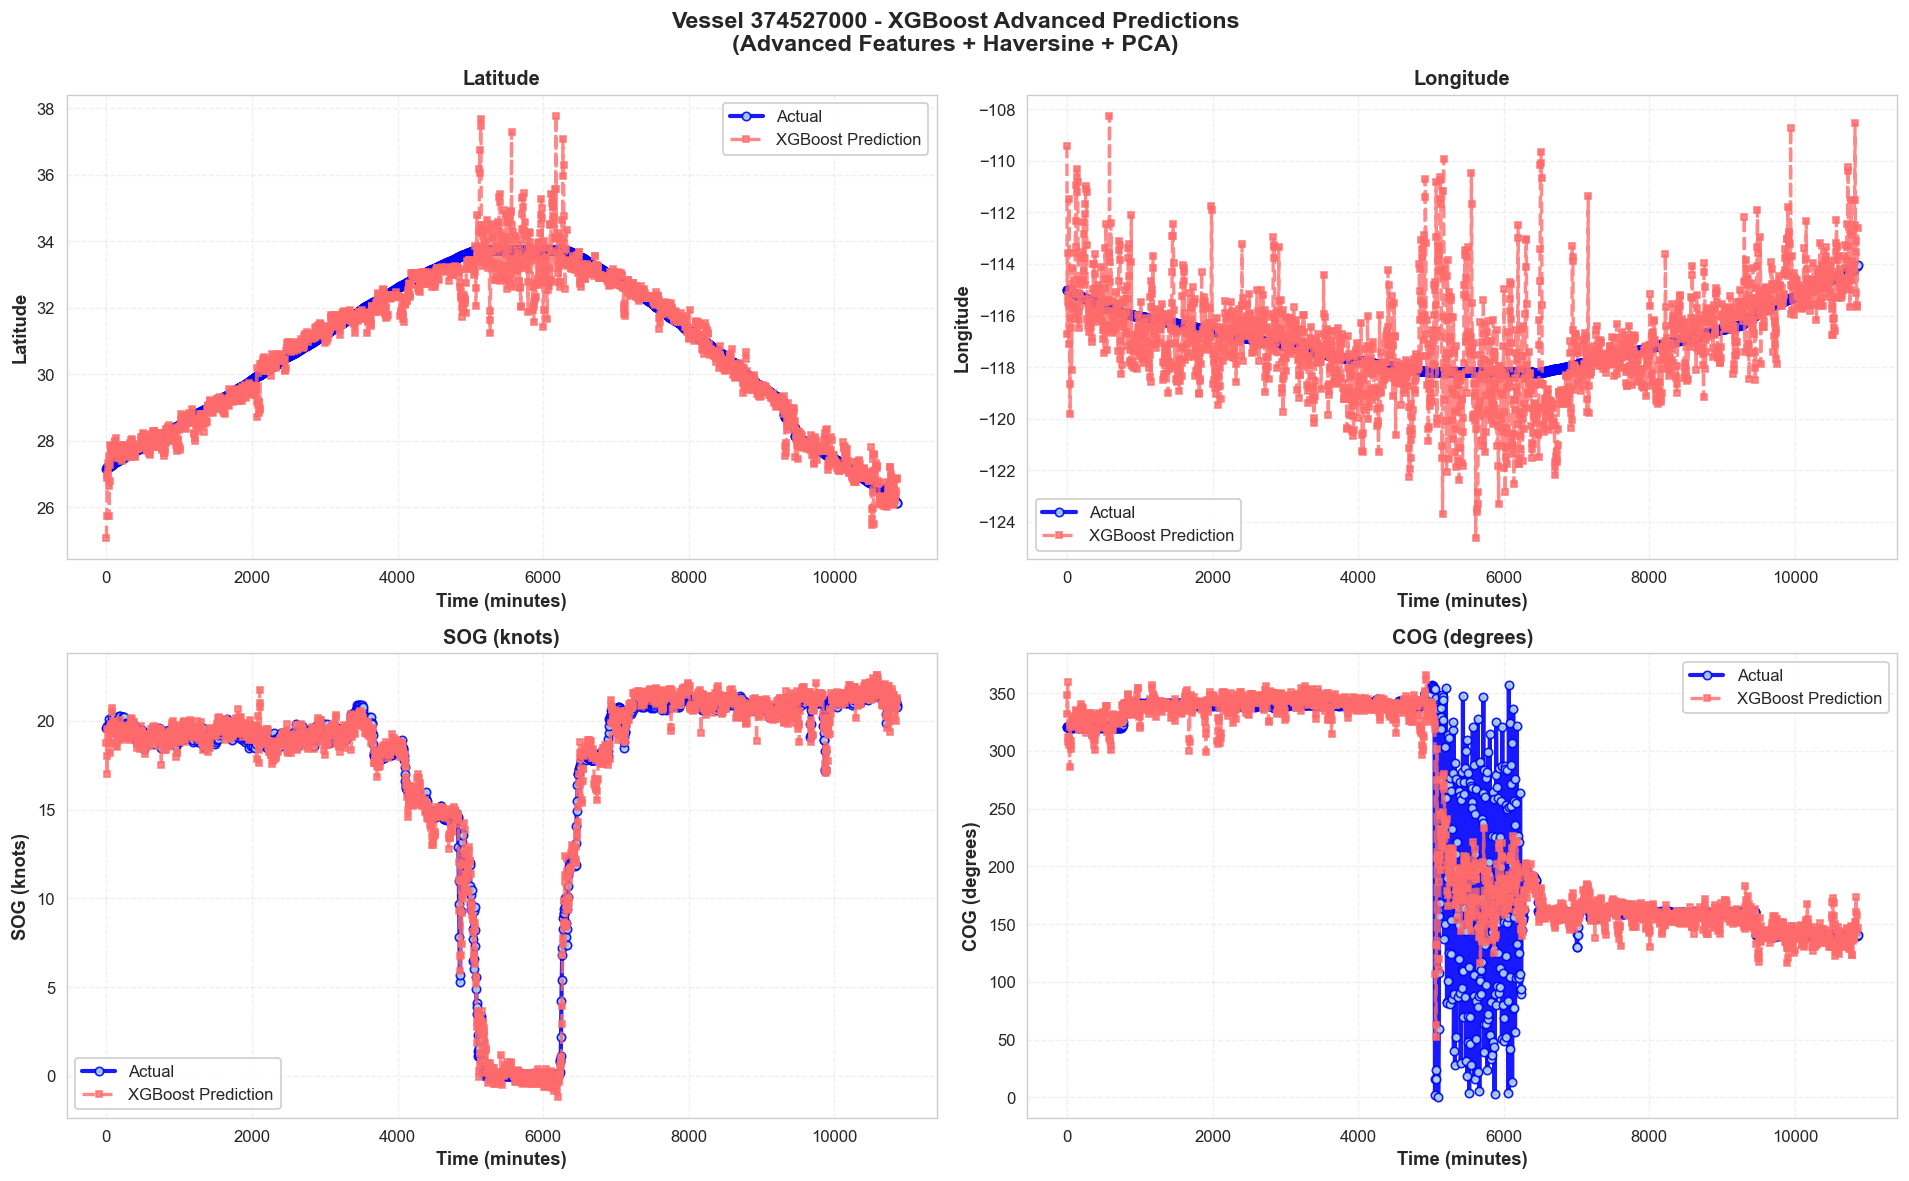 Vessel 374527000 - XGBoost Advanced Predictions
(Advanced Features + Haversine + PCA)
Latitude
38
36
34
32
30
28
26
Latitude
0 2000 4000 6000 8000 10000
Time (minutes)
Actual
XGBoost Prediction
Longitude
−108
−110
−112
−114
−116
−118
−120
−122
−124
Longitude
0 2000 4000 6000 8000 10000
Time (minutes)
Actual
XGBoost Prediction
SOG (knots)
20
15
10
5
0
SOG (knots)
0 2000 4000 6000 8000 10000
Time (minutes)
Actual
XGBoost Prediction
COG (degrees)
350
300
250
200
150
100
50
0
COG (degrees)
0 2000 4000 6000 8000 10000
Time (minutes)
Actual
XGBoost Prediction